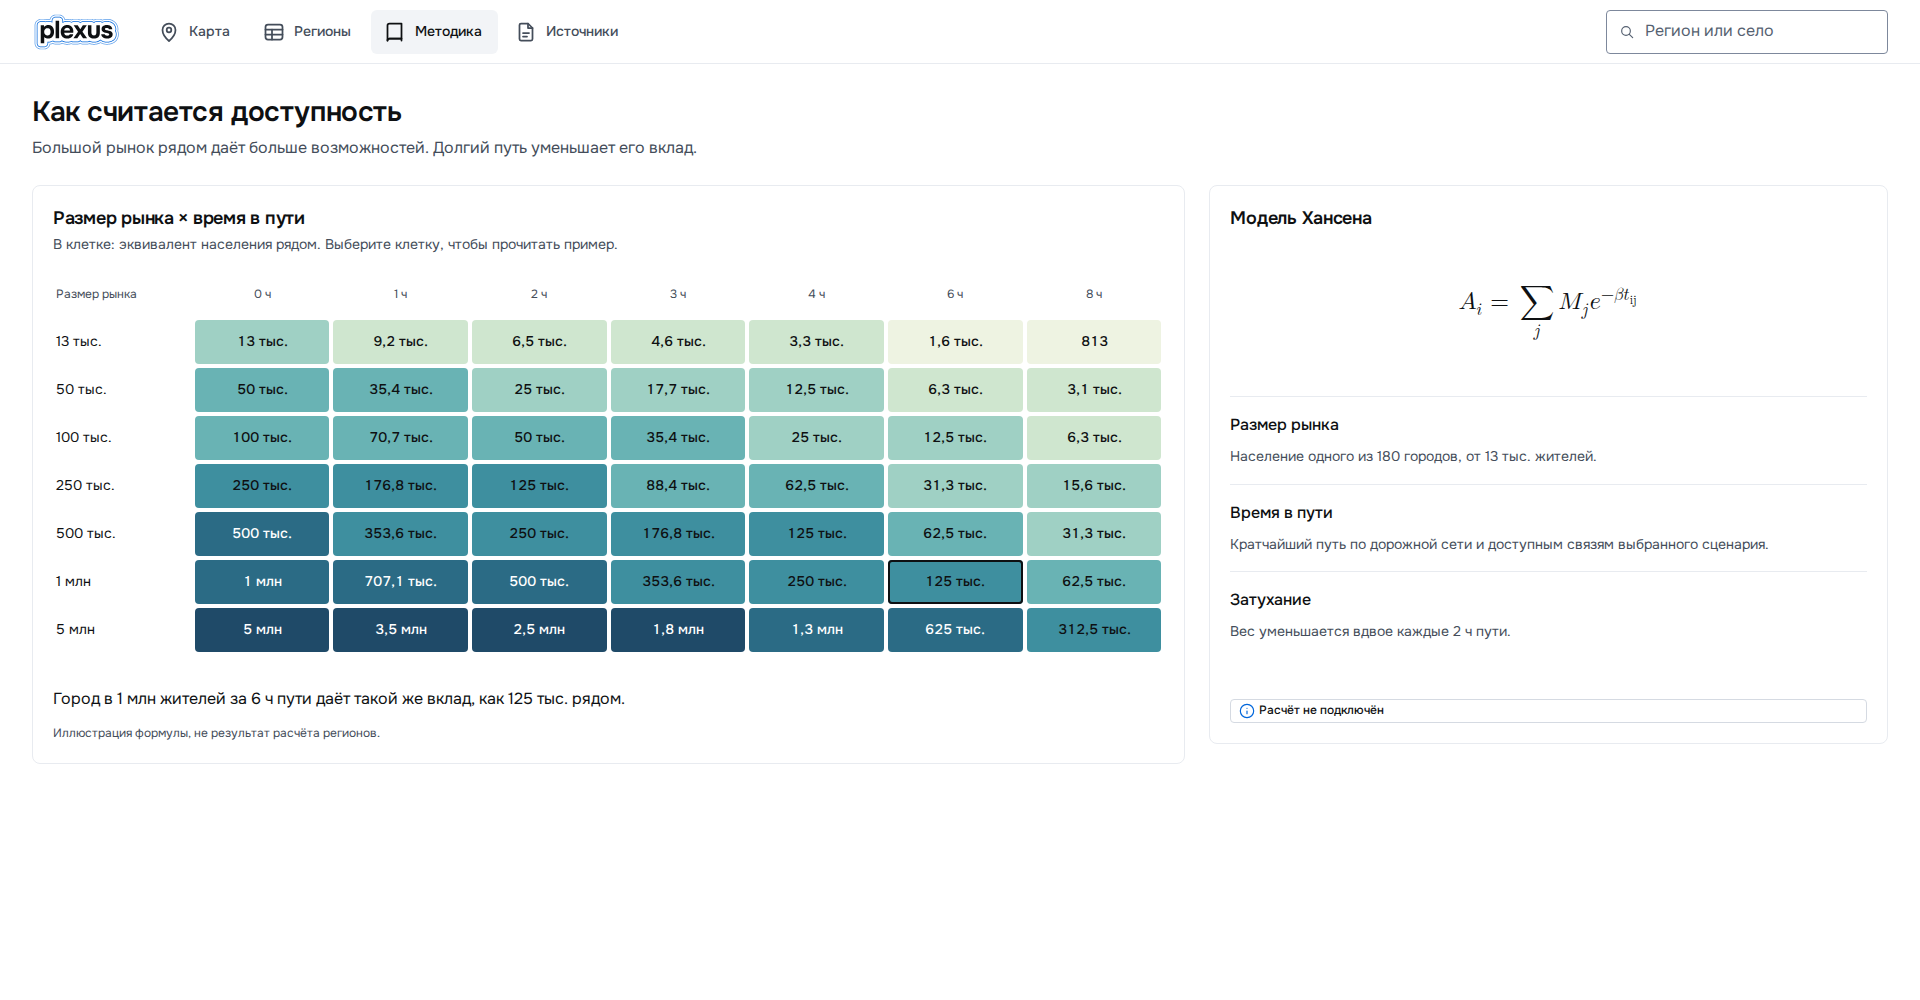 plexus Карта Регионы Методика Источники Регион или село
Как считается доступность
Большой рынок рядом даёт больше возможностей. Долгий путь уменьшает его вклад.
Размер рынка × время в пути
В клетке: эквивалент населения рядом. Выберите клетку, чтобы прочитать пример.
Размер рынка 0 ч 1 ч 2 ч 3 ч 4 ч 6 ч 8 ч
13 тыс. 13 тыс. 9,2 тыс. 6,5 тыс. 4,6 тыс. 3,3 тыс. 1,6 тыс. 813
50 тыс. 50 тыс. 35,4 тыс. 25 тыс. 17,7 тыс. 12,5 тыс. 6,3 тыс. 3,1 тыс.
100 тыс. 100 тыс. 70,7 тыс. 50 тыс. 35,4 тыс. 25 тыс. 12,5 тыс. 6,3 тыс.
250 тыс. 250 тыс. 176,8 тыс. 125 тыс. 88,4 тыс. 62,5 тыс. 31,3 тыс. 15,6 тыс.
500 тыс. 500 тыс. 353,6 тыс. 250 тыс. 176,8 тыс. 125 тыс. 62,5 тыс. 31,3 тыс.
1 млн 1 млн 707,1 тыс. 500 тыс. 353,6 тыс. 250 тыс. 125 тыс. 62,5 тыс.
5 млн 5 млн 3,5 млн 2,5 млн 1,8 млн 1,3 млн 625 тыс. 312,5 тыс.
Город в 1 млн жителей за 6 ч пути даёт такой же вклад, как 125 тыс. рядом.
Иллюстрация формулы, не результат расчёта регионов.
Модель Хансена
A_i = ∑_j M_j e^{−βt_{ij}}
Размер рынка
Население одного из 180 городов, от 13 тыс. жителей.
Время в пути
Кратчайший путь по дорожной сети и доступным связям выбранного сценария.
Затухание
Вес уменьшается вдвое каждые 2 ч пути.
Расчёт не подключён